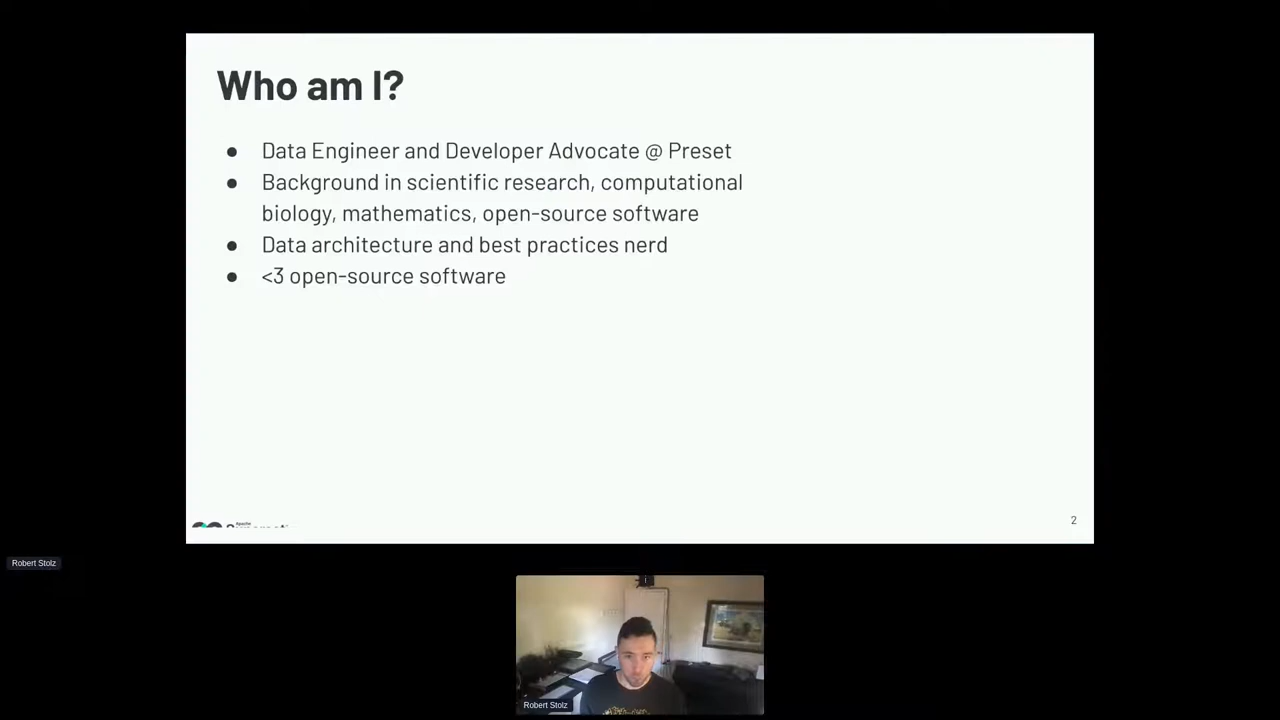 Who am I?
● Data Engineer and Developer Advocate @ Preset
● Background in scientific research, computational
biology, mathematics, open-source software
● Data architecture and best practices nerd
● <3 open-source software
Apache
2
Robert Stolz
Robert Stolz